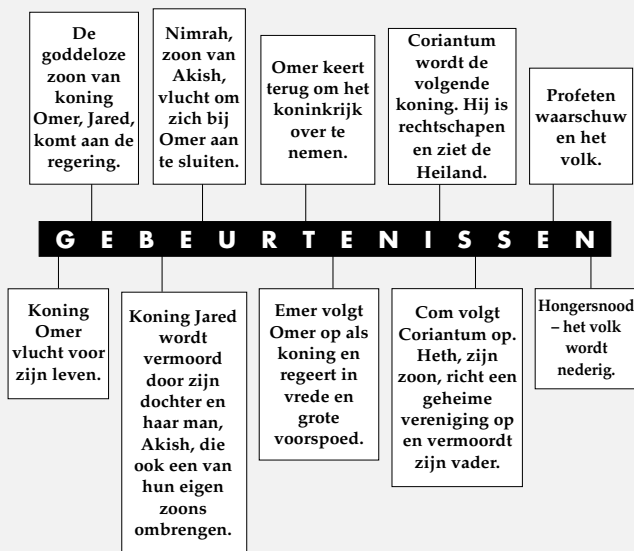 De
goddeloze
zoon van
koning
Omer, Jared,
komt aan de
regering.
Nimrah,
zoon van
Akish,
vlucht om
zich bij
Omer aan
te sluiten.
Omer keert
terug om het
koninkrijk
over te
nemen.
Coriantum
wordt de
volgende
koning. Hij is
rechtschapen
en ziet de
Heiland.
Profeten
waarschuw
en het
volk.
GEBEURTENISSEN
Koning
Omer
vlucht voor
zijn leven.
Koning Jared
wordt
vermoord
door zijn
dochter en
haar man,
Akish, die
ook een van
hun eigen
zoons
ombrengen.
Emer volgt
Omer op als
koning en
regeert in
vrede en
grote
voorspoed.
Com volgt
Coriantum op.
Heth, zijn
zoon, richt een
geheime
vereniging op
en vermoordt
zijn vader.
Hongersnood
– het volk
wordt
nederig.